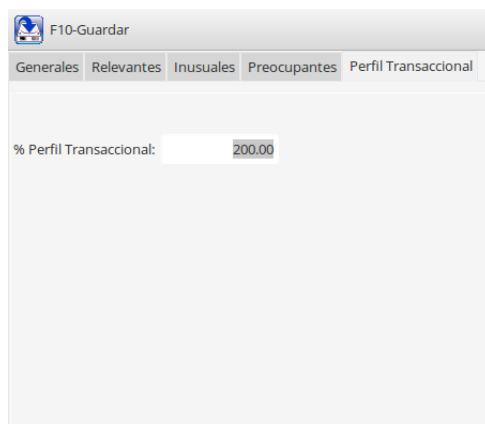 F10-Guardar
Generales Relevantes Inusuales Preocupantes Perfil Transaccional
% Perfil Transaccional: 200.00